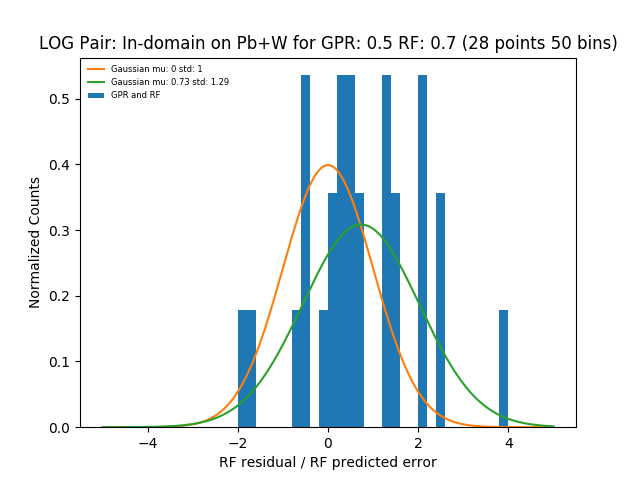 LOG Pair: In-domain on Pb+W for GPR: 0.5 RF: 0.7 (28 points 50 bins)
Gaussian mu: 0 std: 1
Gaussian mu: 0.73 std: 1.29
GPR and RF
Normalized Counts
0.5
0.4
0.3
0.2
0.1
0.0
−4 −2 0 2 4
RF residual / RF predicted error